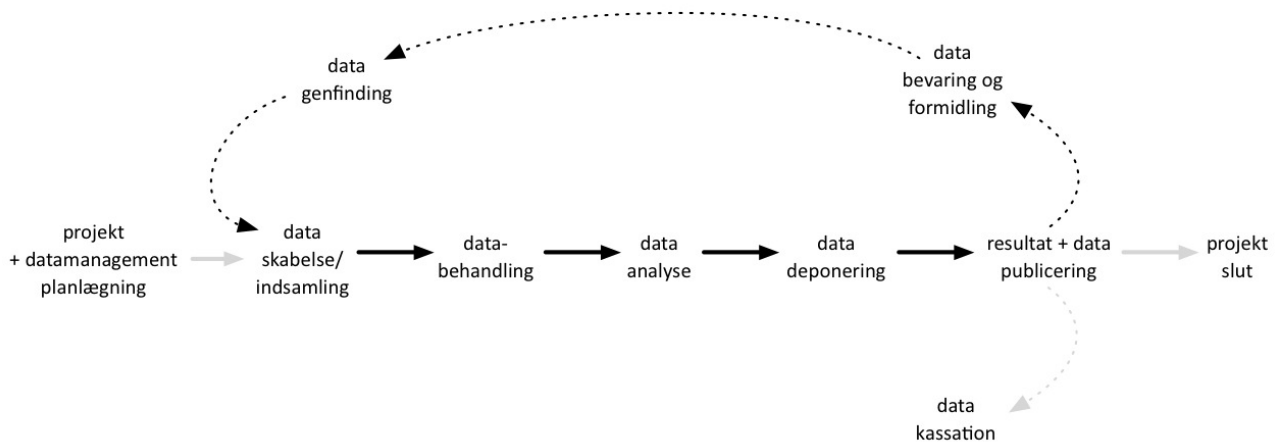 data
genfinding
data
bevaring og
formidling
projekt
+ datamanagement
planlægning
data
skabelse/
indsamling
data-
behandling
data
analyse
data
deponering
resultat + data
publicering
projekt
slut
data
kassation